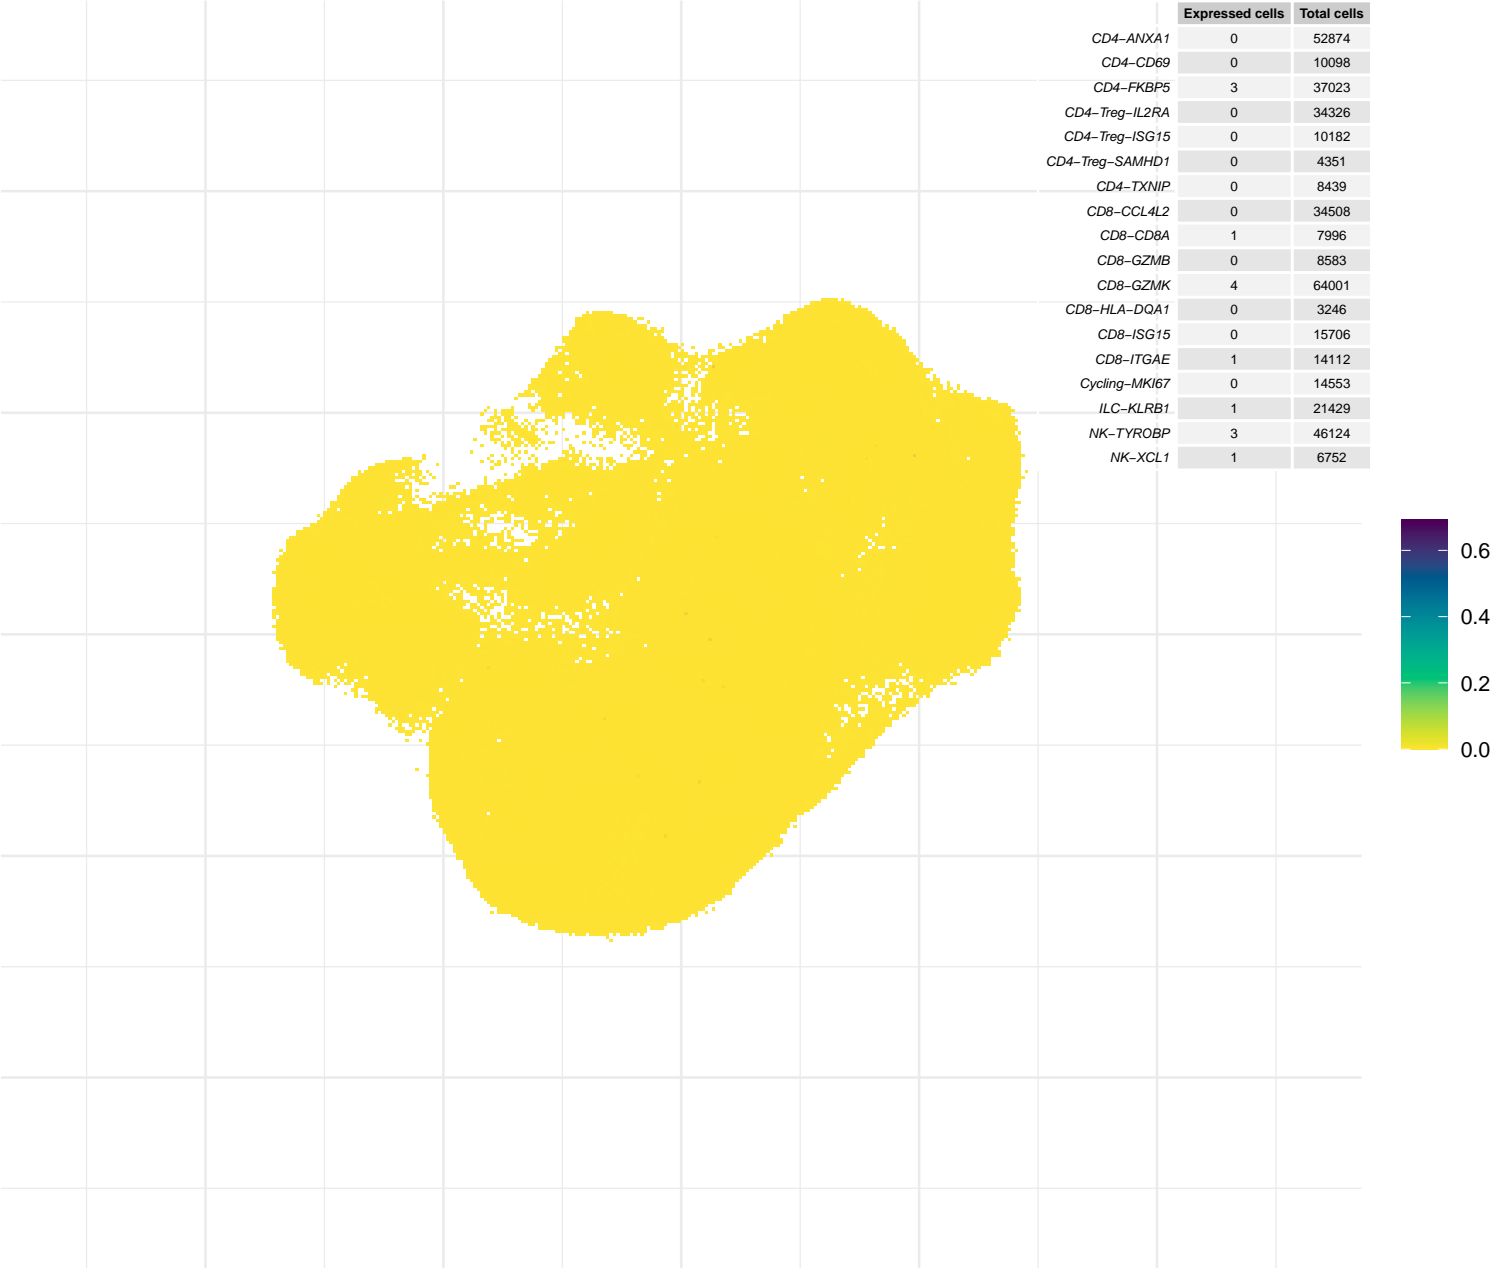 Expressed cells Total cells
CD4−ANXA1 0 52874
CD4−CD69 0 10098
CD4−FKBP5 3 37023
CD4−Treg−IL2RA 0 34326
CD4−Treg−ISG15 0 10182
CD4−Treg−SAMHD1 0 4351
CD4−TXNIP 0 8439
CD8−CCL4L2 0 34508
CD8−CD8A 1 7996
CD8−GZMB 0 8583
CD8−GZMK 4 64001
CD8−HLA−DQA1 0 3246
CD8−ISG15 0 15706
CD8−ITGAE 1 14112
Cycling−MKI67 0 14553
ILC−KLRB1 1 21429
NK−TYROBP 3 46124
NK−XCL1 1 6752
0.6
0.4
0.2
0.0